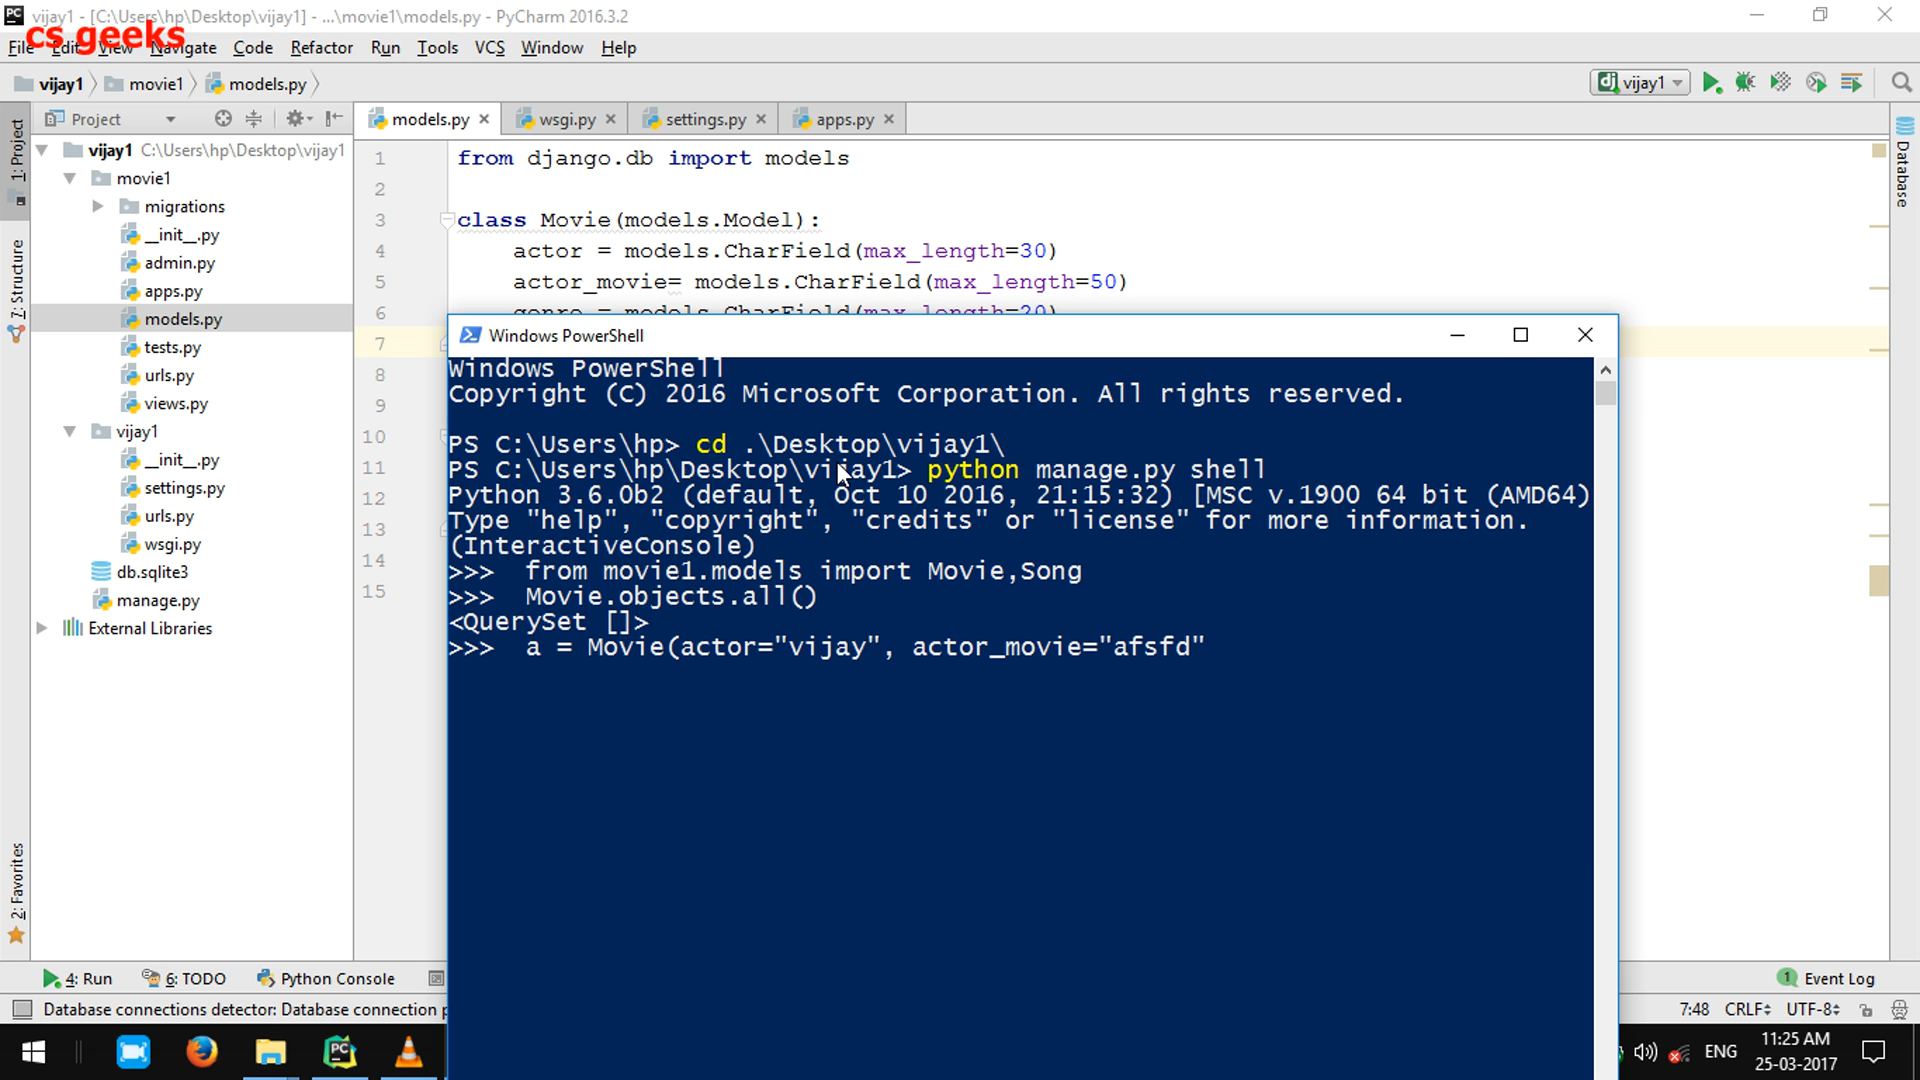 vijay1 - [C:\Users\hp\Desktop\vijay1] - ...\movie1\models.py - PyCharm 2016.3.2
cs geeks
File Edit View Navigate Code Refactor Run Tools VCS Window Help
vijay1 movie1 models.py
vijay1
Project
models.py wsgi.py settings.py apps.py
1: Project
7: Structure
2: Favorites
Database
vijay1 C:\Users\hp\Desktop\vijay1
movie1
migrations
__init__.py
admin.py
apps.py
models.py
tests.py
urls.py
views.py
vijay1
__init__.py
settings.py
urls.py
wsgi.py
db.sqlite3
manage.py
External Libraries
1 from django.db import models
2
3 class Movie(models.Model):
4 actor = models.CharField(max_length=30)
5 actor_movie= models.CharField(max_length=50)
6 genre = models.CharField(max_length=20)
7
8
9
10
11
12
13
14
15
Windows PowerShell
Windows PowerShell
Copyright (C) 2016 Microsoft Corporation. All rights reserved.
PS C:\Users\hp> cd .\Desktop\vijay1\
PS C:\Users\hp\Desktop\vijay1> python manage.py shell
Python 3.6.0b2 (default, Oct 10 2016, 21:15:32) [MSC v.1900 64 bit (AMD64)
Type "help", "copyright", "credits" or "license" for more information.
(InteractiveConsole)
>>> from movie1.models import Movie,Song
>>> Movie.objects.all()
<QuerySet []>
>>> a = Movie(actor="vijay", actor_movie="afsfd"
4: Run 6: TODO Python Console
1 Event Log
Database connections detector: Database connection p
7:48 CRLF UTF-8
ENG
11:25 AM
25-03-2017